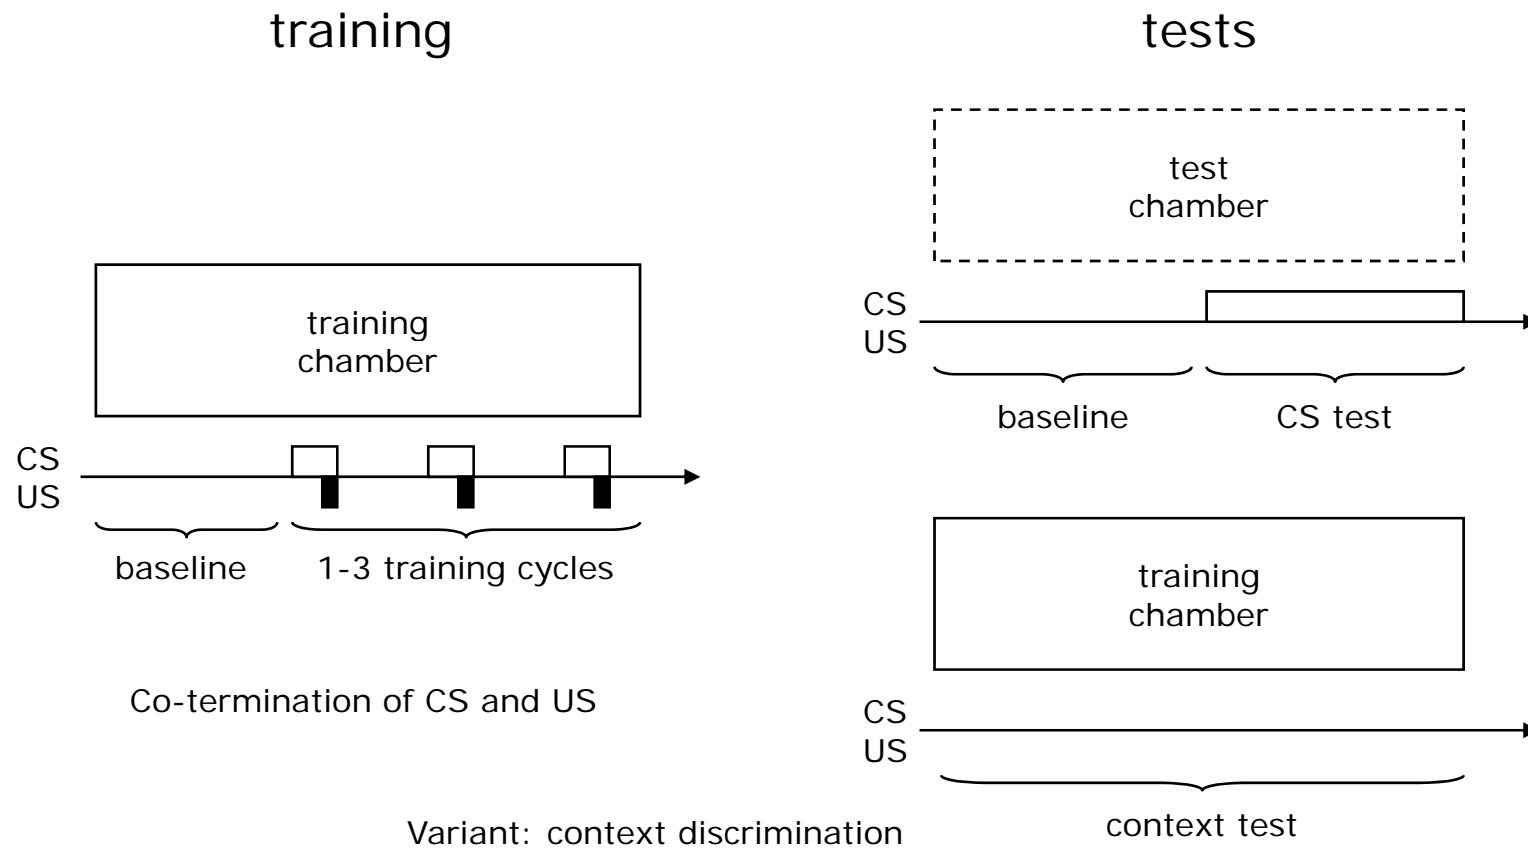 training
training
chamber
CS
US
baseline
1-3 training cycles
Co-termination of CS and US
tests
test
chamber
CS
US
baseline
CS test
training
chamber
CS
US
context test
Variant: context discrimination